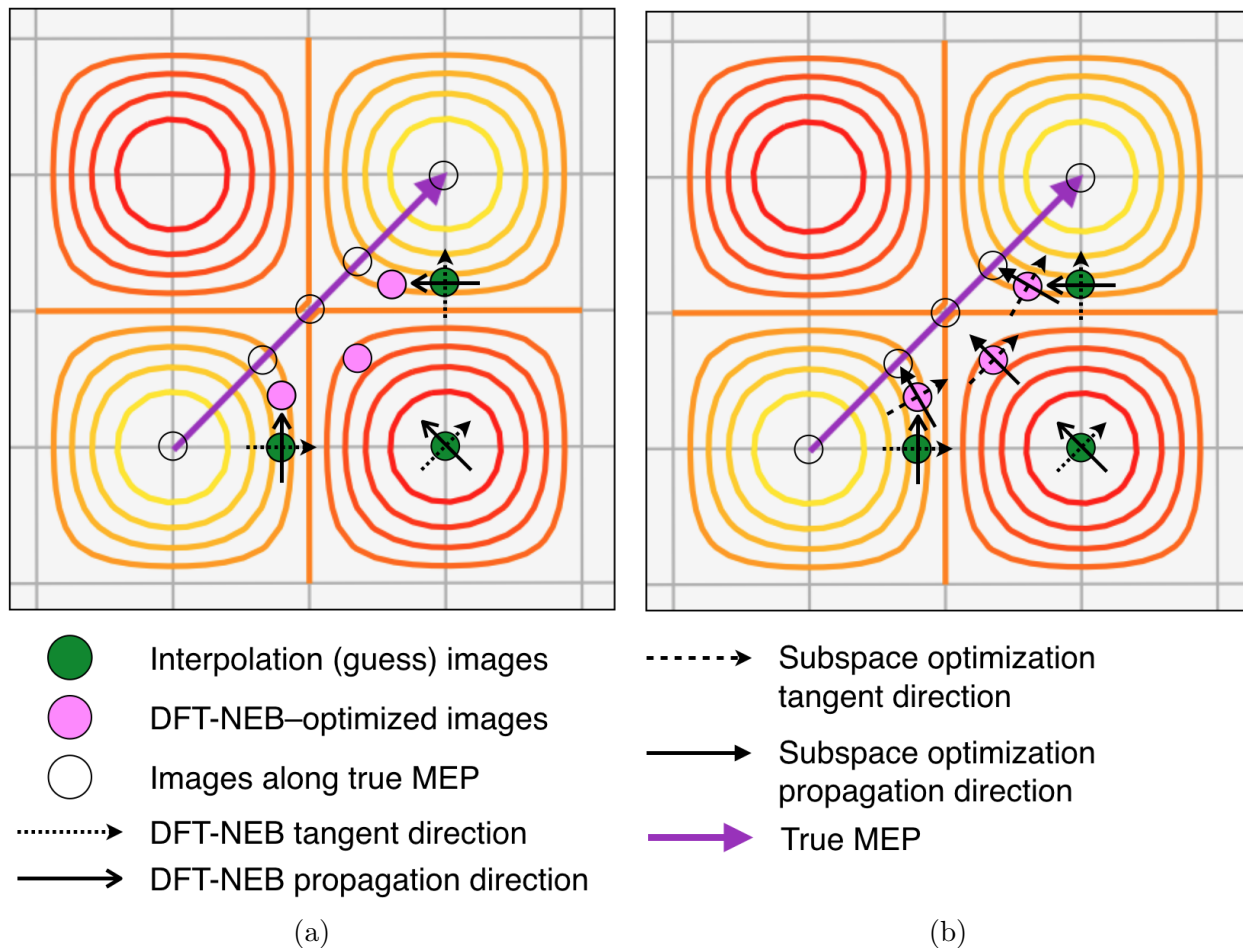 Interpolation (guess) images
DFT-NEB–optimized images
Images along true MEP
DFT-NEB tangent direction
DFT-NEB propagation direction
(a)
Subspace optimization
tangent direction
Subspace optimization
propagation direction
True MEP
(b)